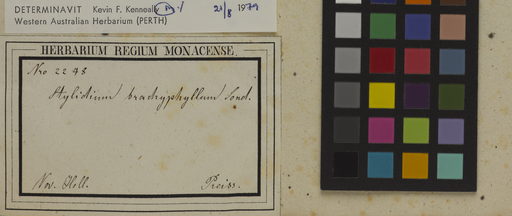 DETERMINAVIT Kevin F. Kenneally 21/8 1979
Western Australian Herbarium (PERTH)
HERBARIUM REGIUM MONACENSE.
Nro 2248
Stylidium brachyphyllum Sond.
Nov. Holl. Preiss.